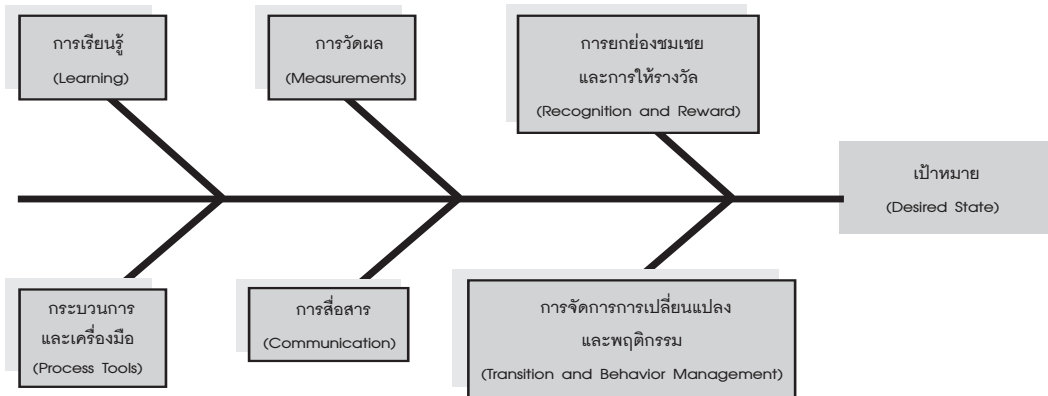 การเรียนรู้
(Learning)
การวัดผล
(Measurements)
การยกย่องชมเชย
และการให้รางวัล
(Recognition and Reward)
เป้าหมาย
(Desired State)
กระบวนการ
และเครื่องมือ
(Process Tools)
การสื่อสาร
(Communication)
การจัดการการเปลี่ยนแปลง
และพฤติกรรม
(Transition and Behavior Management)